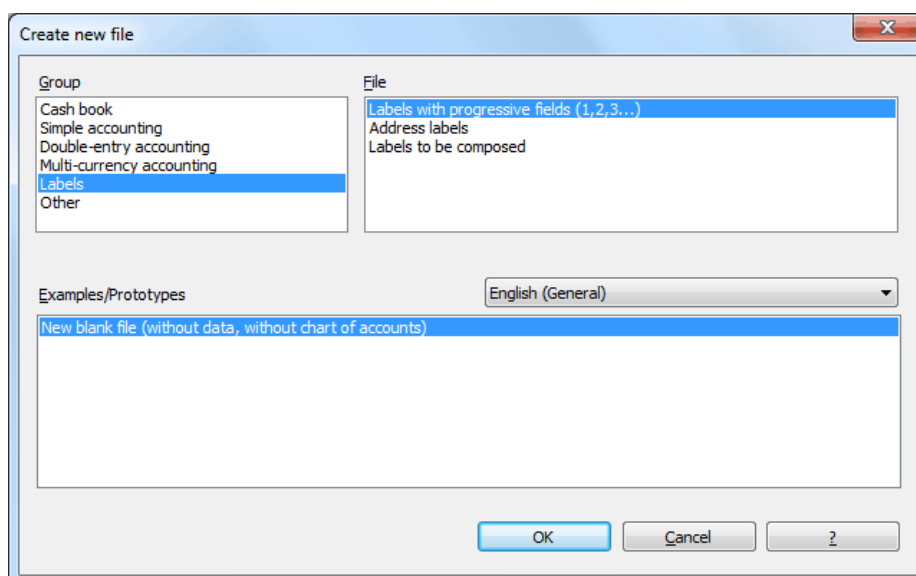 Create new file
Group
Cash book
Simple accounting
Double-entry accounting
Multi-currency accounting
Labels
Other
File
Labels with progressive fields (1,2,3...)
Address labels
Labels to be composed
Examples/Prototypes
English (General)
New blank file (without data, without chart of accounts)
OK
Cancel
?